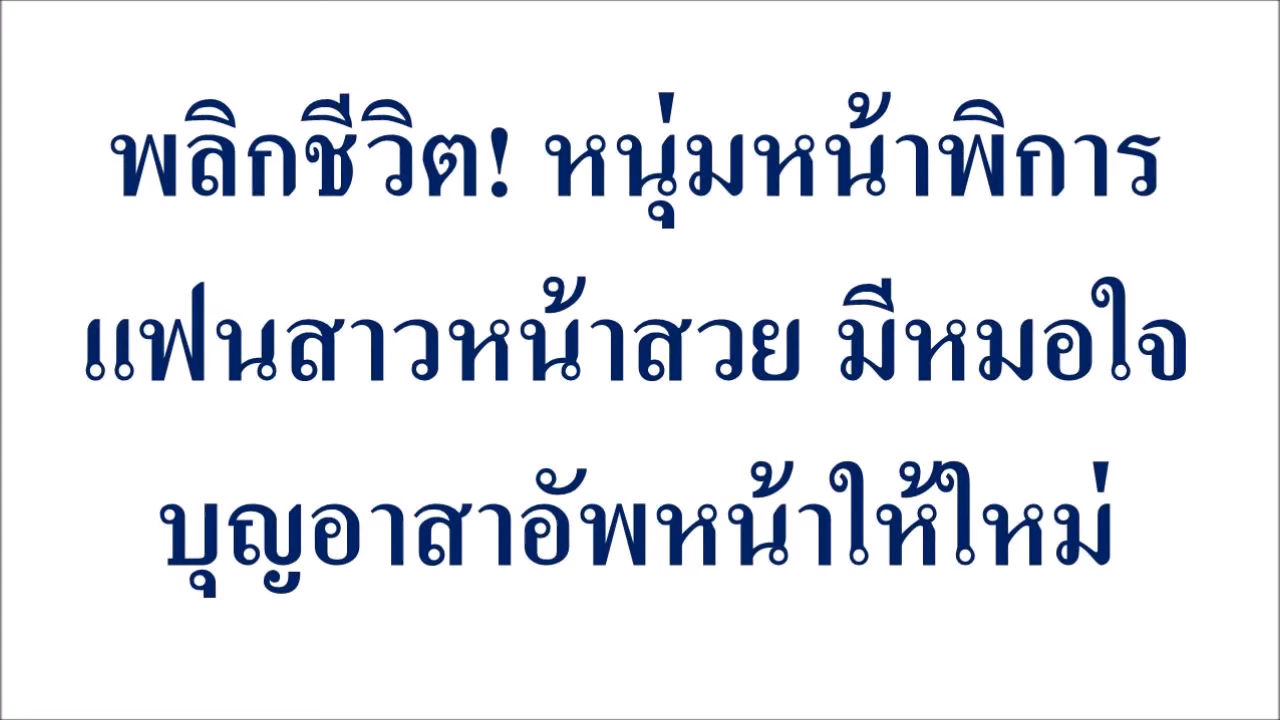 พลิกชีวิต! หนุ่มหน้าพิการ
แฟนสาวหน้าสวย มีหมอใจ
บุญอาสาอัพหน้าให้ใหม่